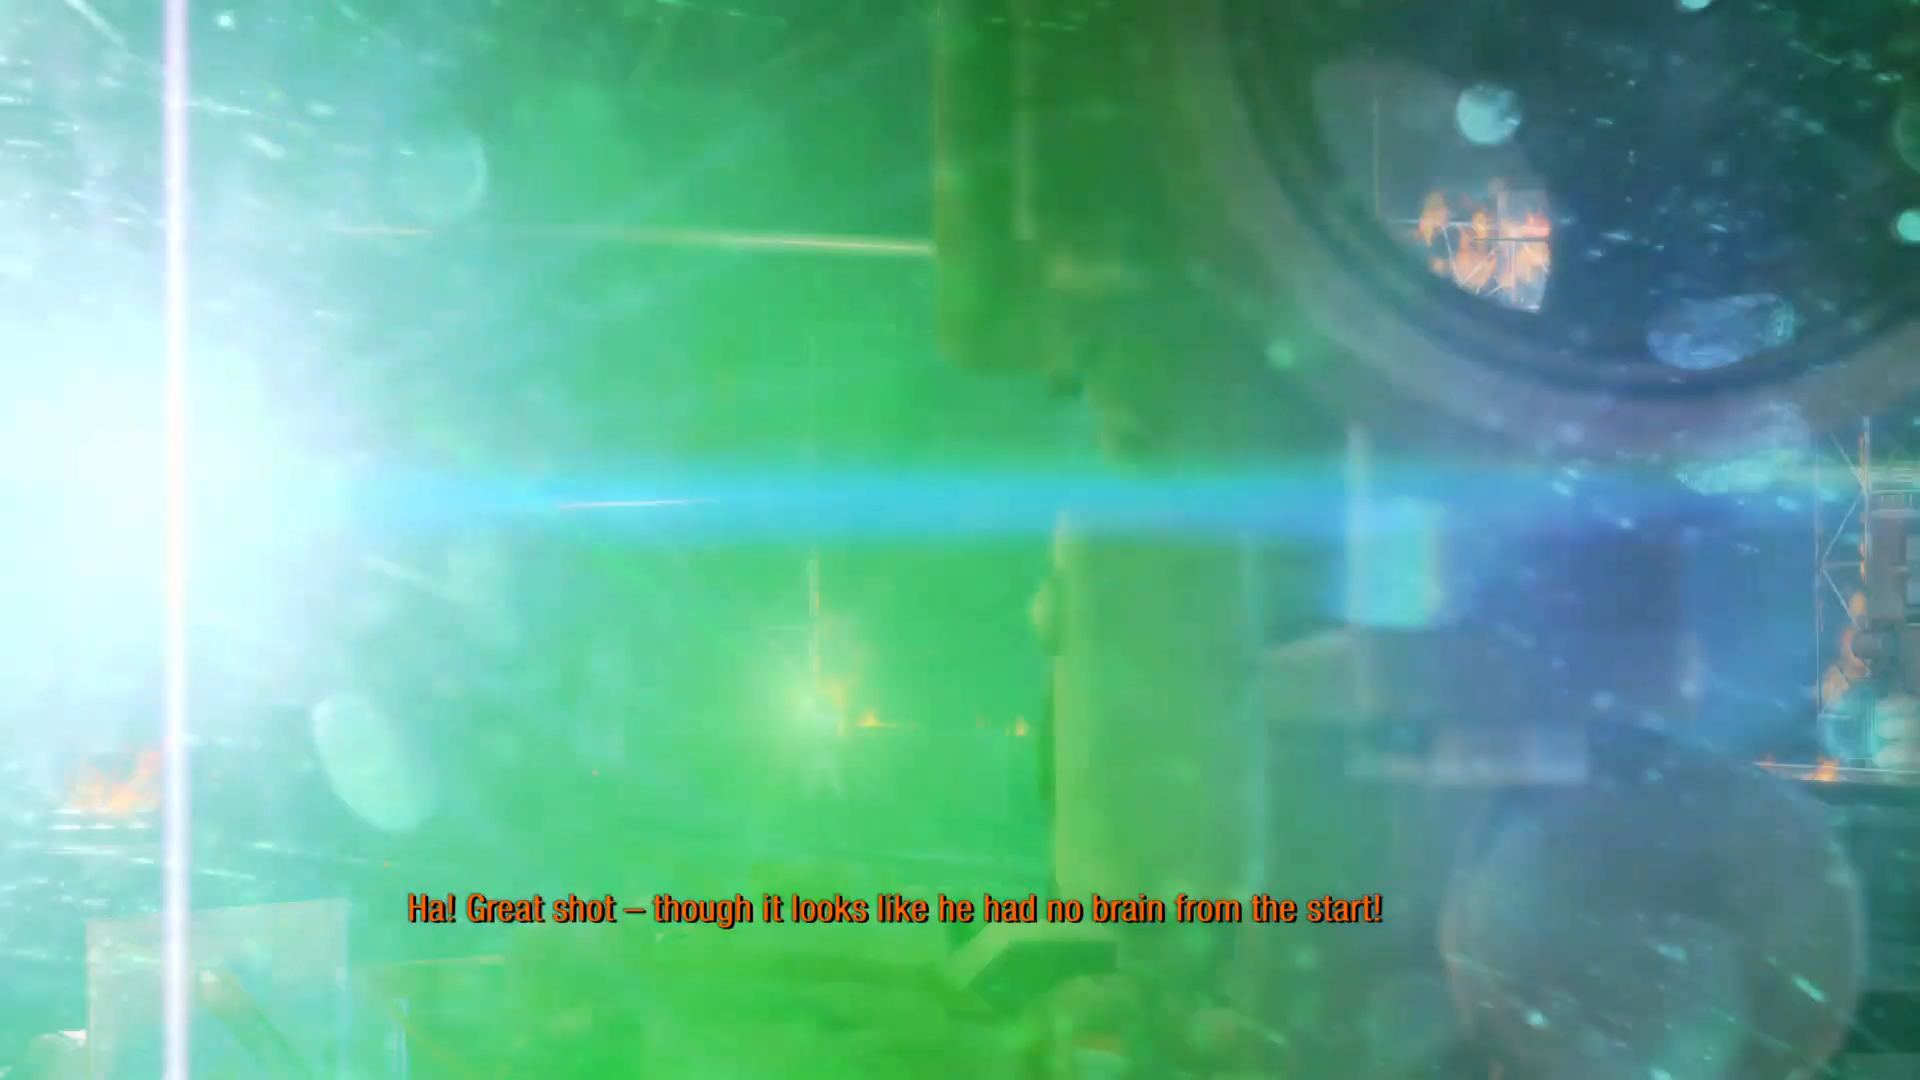 Ha! Great shot – though it looks like he had no brain from the start!